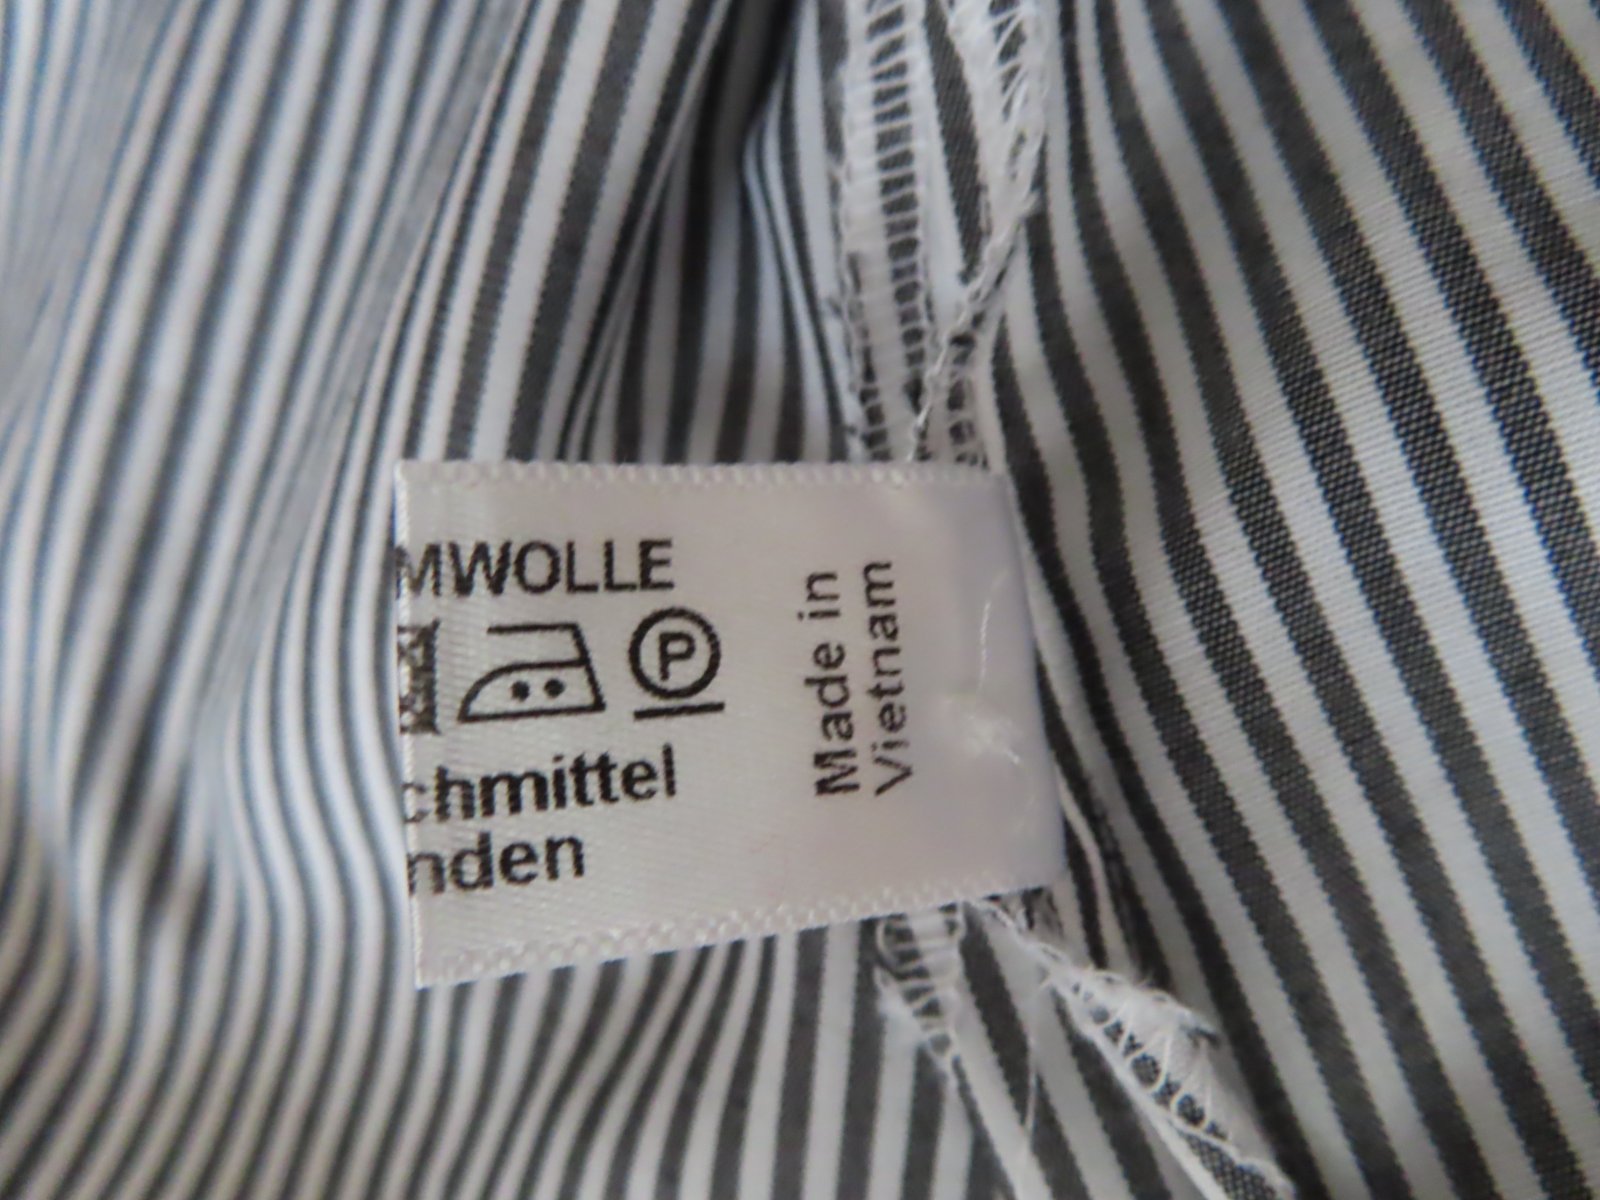 MWOLLE
P
chmittel
nden
Made in
Vietnam